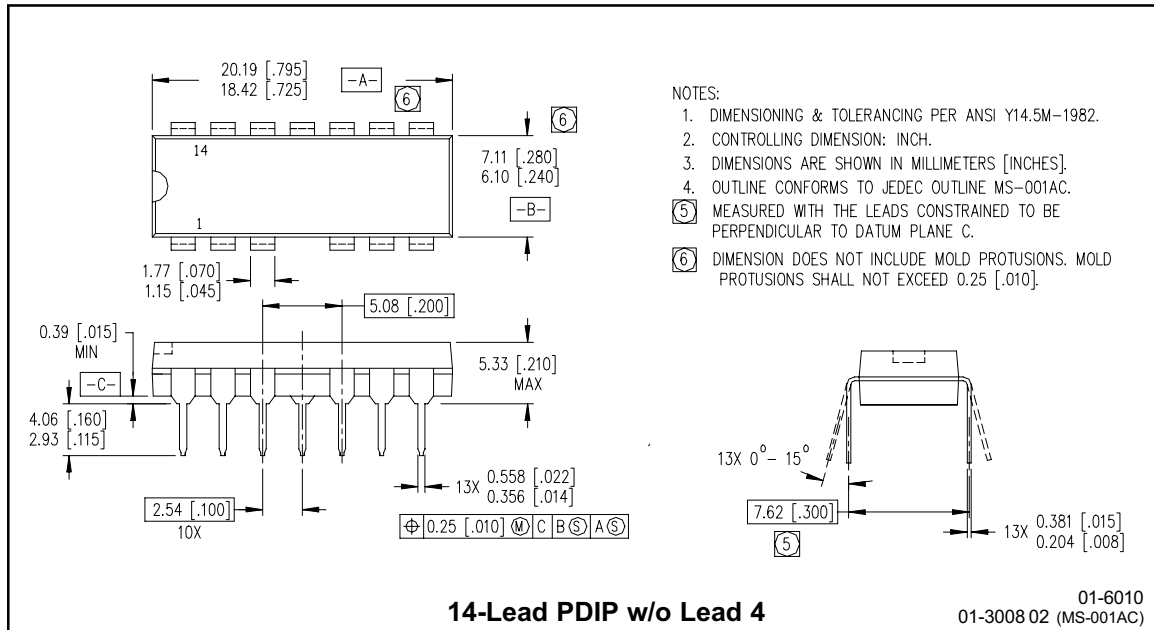 20.19 [.795]
18.42 [.725]
-A-
6
6
14
1
7.11 [.280]
6.10 [.240]
-B-
NOTES:
1. DIMENSIONING & TOLERANCING PER ANSI Y14.5M-1982.
2. CONTROLLING DIMENSION: INCH.
3. DIMENSIONS ARE SHOWN IN MILLIMETERS [INCHES].
4. OUTLINE CONFORMS TO JEDEC OUTLINE MS-001AC.
5 MEASURED WITH THE LEADS CONSTRAINED TO BE
PERPENDICULAR TO DATUM PLANE C.
6 DIMENSION DOES NOT INCLUDE MOLD PROTUSIONS. MOLD
PROTUSIONS SHALL NOT EXCEED 0.25 [.010].
1.77 [.070]
1.15 [.045]
5.08 [.200]
0.39 [.015]
MIN
-C-
5.33 [.210]
MAX
4.06 [.160]
2.93 [.115]
13X 0.558 [.022]
0.356 [.014]
2.54 [.100]
10X
⌖ 0.25 [.010] Ⓜ C B Ⓢ A Ⓢ
13X 0° - 15°
7.62 [.300]
5
13X 0.381 [.015]
0.204 [.008]
14-Lead PDIP w/o Lead 4
01-6010
01-3008 02 (MS-001AC)